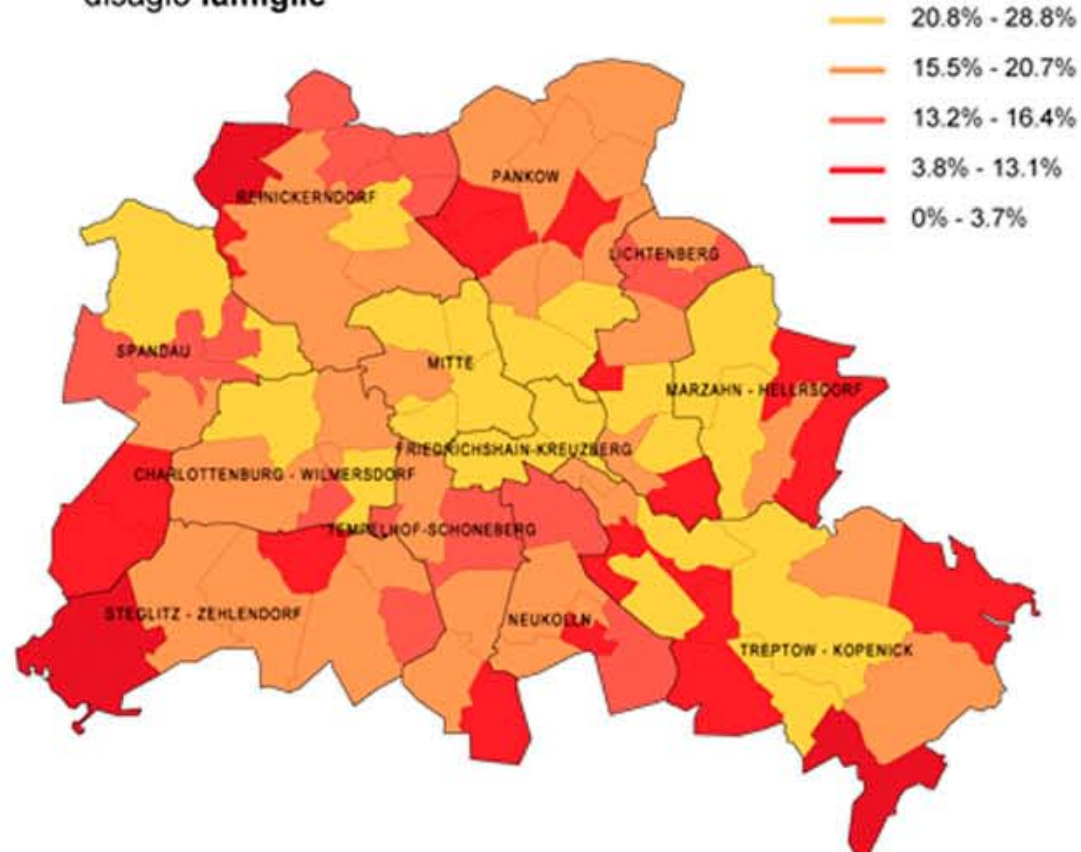 disagio famiglie
20.8% - 28.8%
15.5% - 20.7%
13.2% - 16.4%
3.8% - 13.1%
0% - 3.7%
PANKOW
REINICKERNDORF
LICHTENBERG
SPANDAU
MITTE
MARZAHN - HELLRSDORF
FRIEDRICHSHAIN-KREUZBERG
CHARLOTTENBURG - WILMERSDORF
TEMPELHOF-SCHONEBERG
STEGLITZ - ZEHLENDORF
NEUKOLLN
TREPTOW - KOPENICK